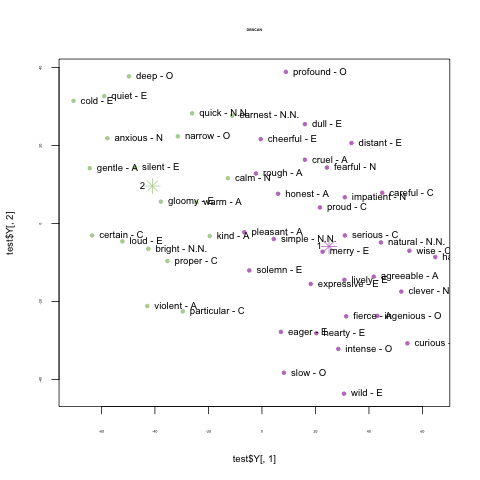 DBSCAN
profound - O
deep - O
quiet - E
cold - E
quick - N.N.
earnest - N.N.
dull - E
anxious - N
narrow - O
cheerful - E
distant - E
cruel - A
gentle - A
silent - E
fearful - N
rough - A
calm - N
2
honest - A
impatient - N
careful - C
gloomy - E
warm - A
proud - C
certain - C
loud - E
kind - A
pleasant - A
simple - N.N.
serious - C
natural - N.N.
1
merry - E
wise - C
bright - N.N.
proper - C
solemn - E
agreeable - A
lively - E
expressive - E
clever - N
violent - A
particular - C
fierce - A
ingenious - O
eager - E
hearty - E
curious -
intense - O
slow - O
wild - E
test$Y[, 1]
test$Y[, 2]